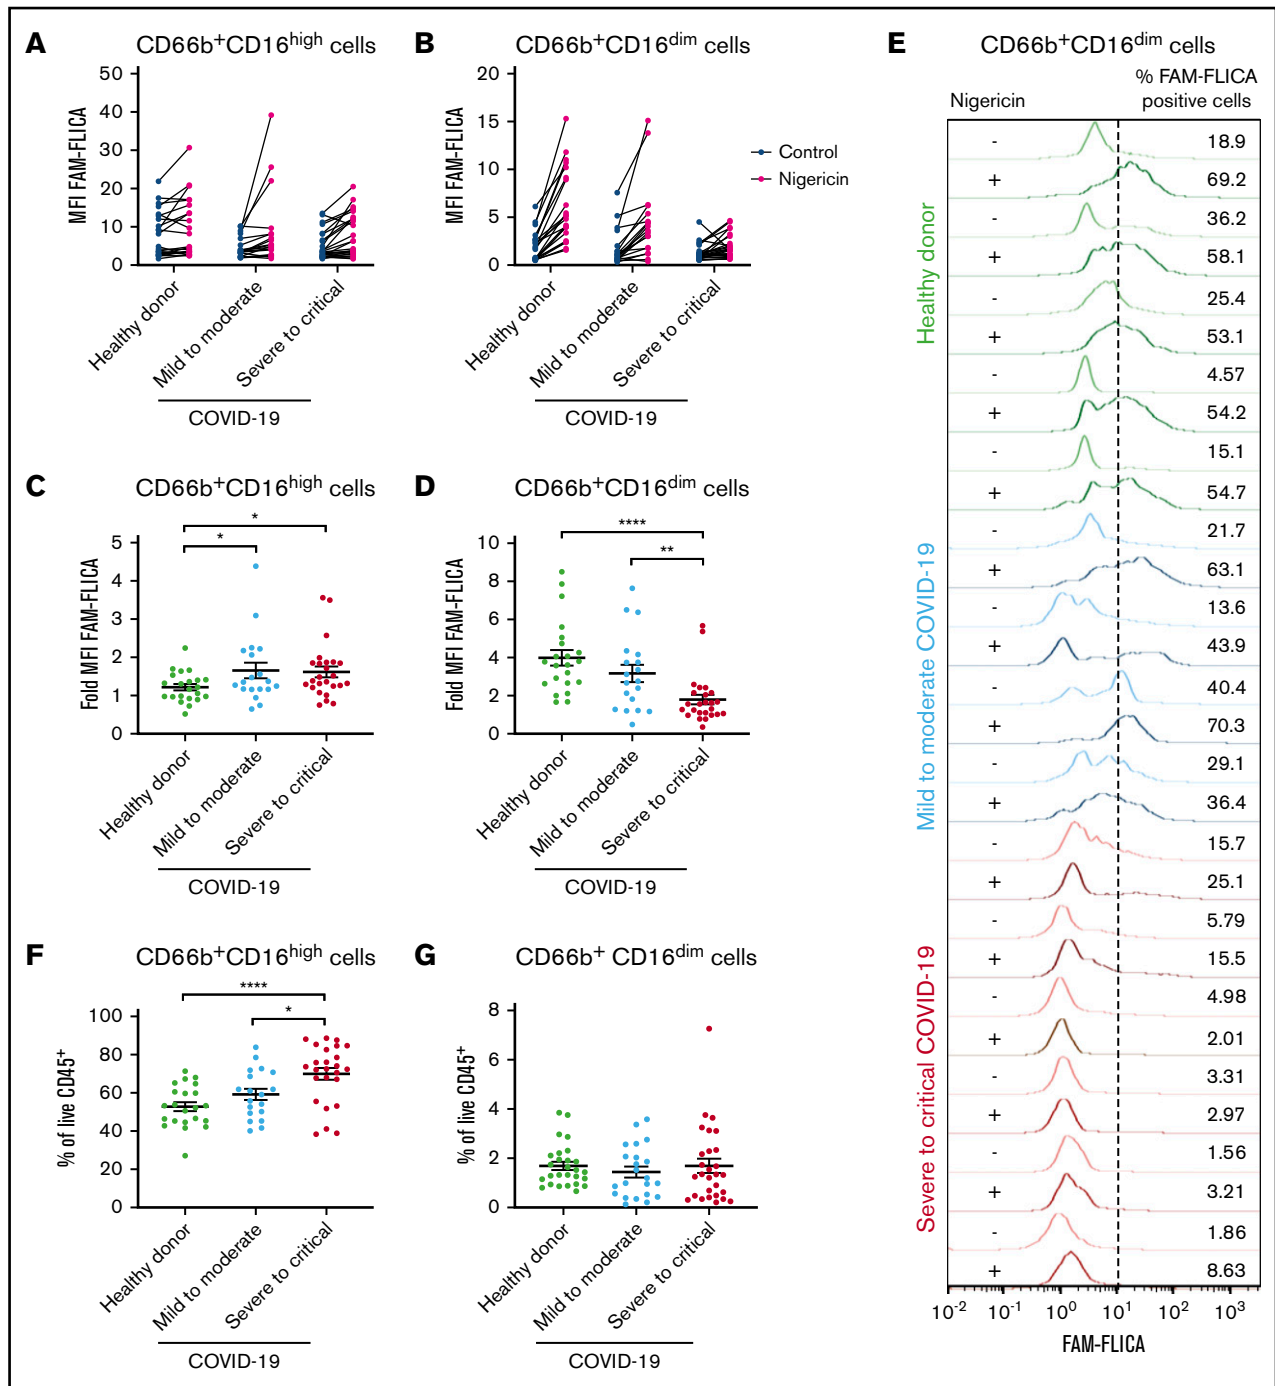 A
CD66b+CD16high cells
MFI FAM-FLICA
50
40
30
20
10
0
Healthy donor
Mild to moderate
Severe to critical
COVID-19
B
CD66b+CD16dim cells
MFI FAM-FLICA
20
15
10
5
0
Control
Nigericin
Healthy donor
Mild to moderate
Severe to critical
COVID-19
C
CD66b+CD16high cells
Fold MFI FAM-FLICA
5
4
3
2
1
0
*
*
Healthy donor
Mild to moderate
Severe to critical
COVID-19
D
CD66b+CD16dim cells
Fold MFI FAM-FLICA
10
8
6
4
2
0
****
**
Healthy donor
Mild to moderate
Severe to critical
COVID-19
E
CD66b+CD16dim cells
Nigericin
% FAM-FLICA
positive cells
Healthy donor
- 18.9
+ 69.2
- 36.2
+ 58.1
- 25.4
+ 53.1
- 4.57
+ 54.2
- 15.1
+ 54.7
Mild to moderate COVID-19
- 21.7
+ 63.1
- 13.6
+ 43.9
- 40.4
+ 70.3
- 29.1
+ 36.4
Severe to critical COVID-19
- 15.7
+ 25.1
- 5.79
+ 15.5
- 4.98
+ 2.01
- 3.31
+ 2.97
- 1.56
+ 3.21
- 1.86
+ 8.63
10-2 10-1 100 101 102 103
FAM-FLICA
F
CD66b+CD16high cells
% of live CD45+
100
80
60
40
20
0
****
*
Healthy donor
Mild to moderate
Severe to critical
COVID-19
G
CD66b+ CD16dim cells
% of live CD45+
8
6
4
2
0
Healthy donor
Mild to moderate
Severe to critical
COVID-19